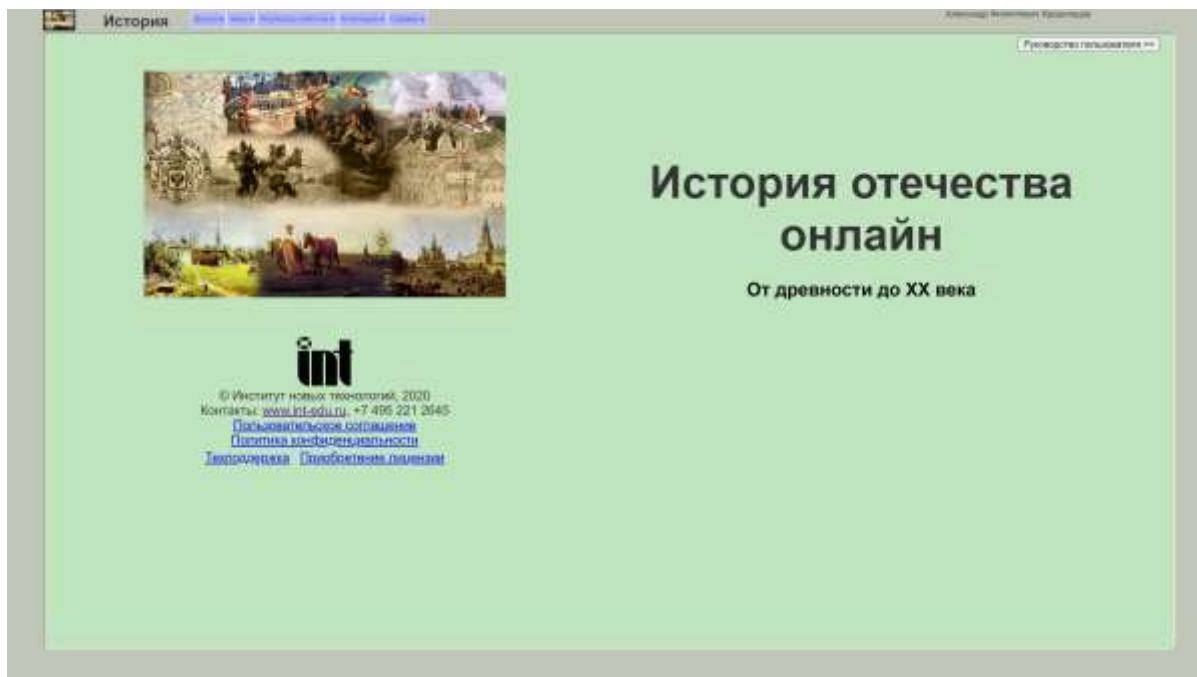 История
Руководство пользователя >>
История отечества
онлайн
От древности до XX века
int
© Институт новых технологий, 2020
Контакты: www.int-edu.ru, +7 495 221 2645
Пользовательское соглашение
Политика конфиденциальности
Техподдержка Приобретение лицензии